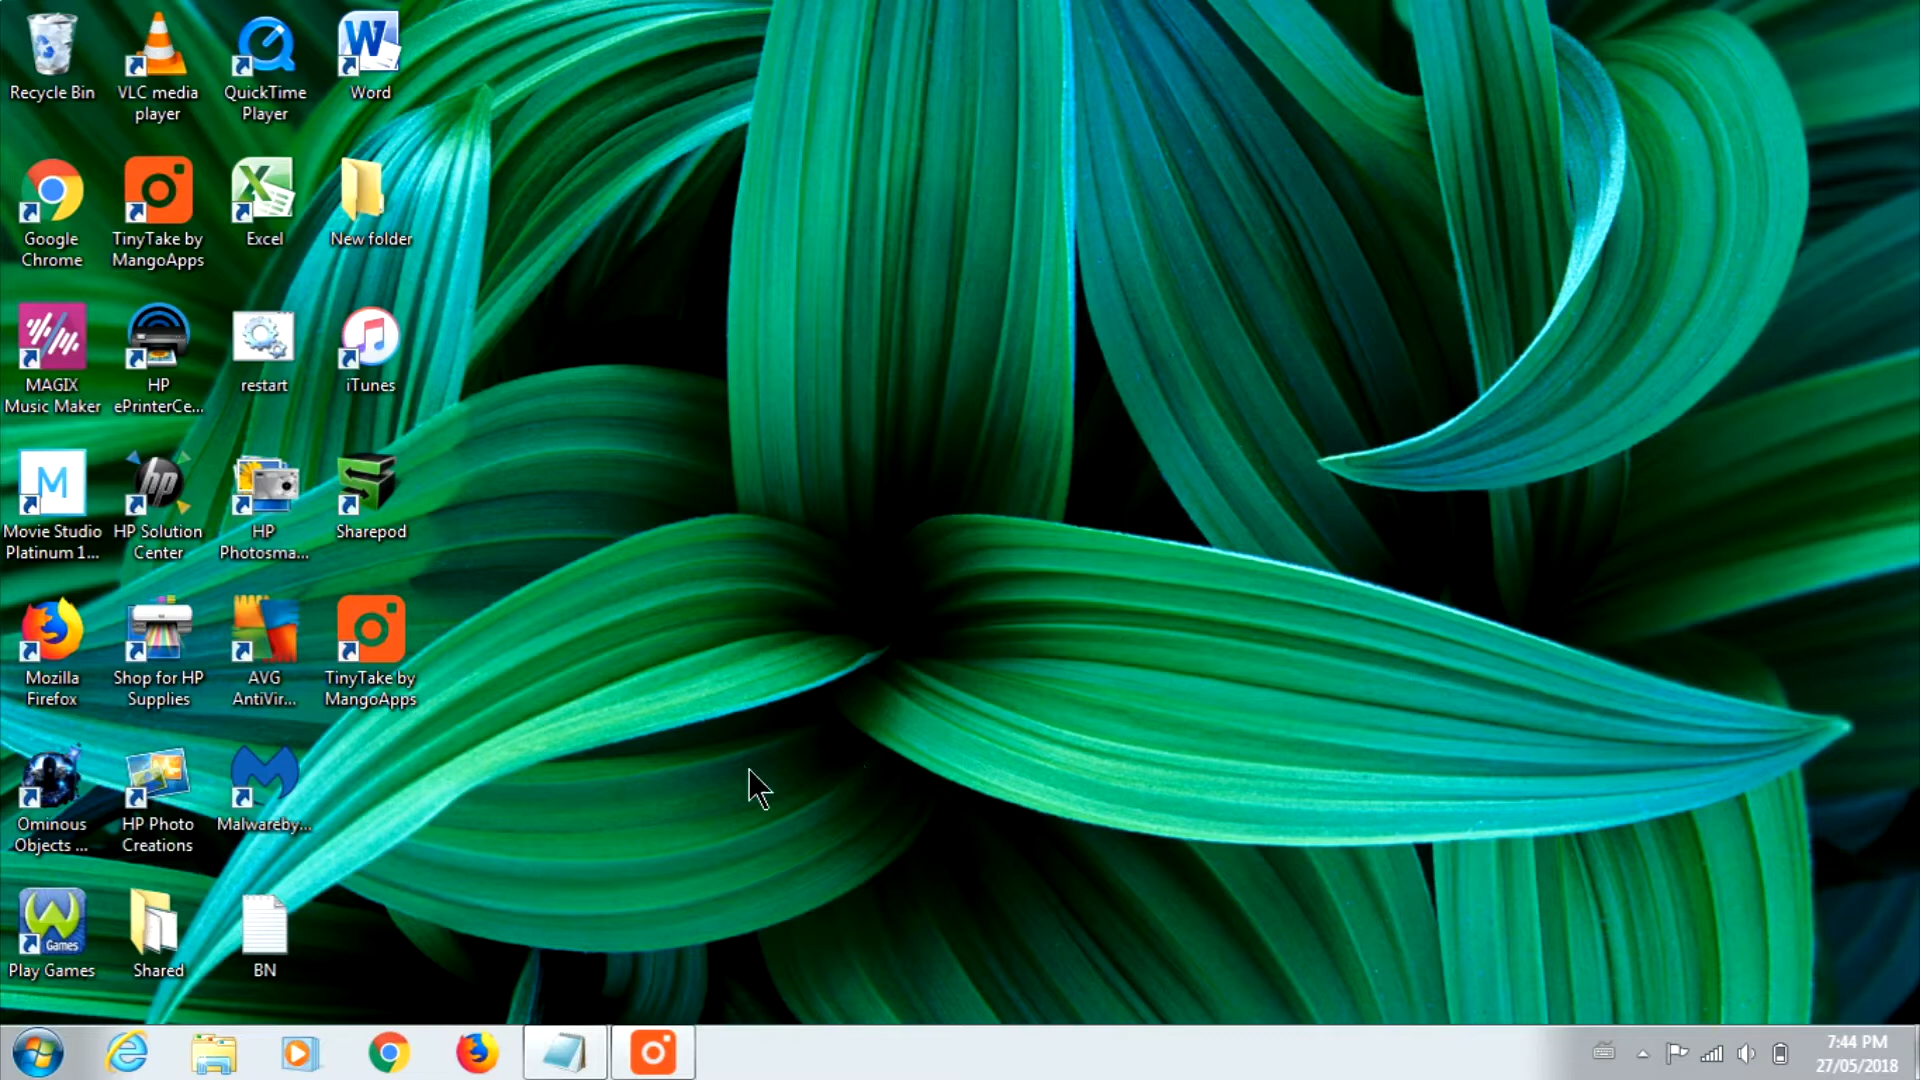 Recycle Bin
VLC media
player
QuickTime
Player
W
Word
Google
Chrome
TinyTake by
MangoApps
X
Excel
New folder
MAGIX
Music Maker
HP
ePrinterCe...
restart
iTunes
M
Movie Studio
Platinum 1...
hp
HP Solution
Center
HP
Photosma...
Sharepod
Mozilla
Firefox
Shop for HP
Supplies
AVG
AntiVir...
TinyTake by
MangoApps
Ominous
Objects ...
HP Photo
Creations
Malwareby...
W
Games
Play Games
Shared
BN
7:44 PM
27/05/2018